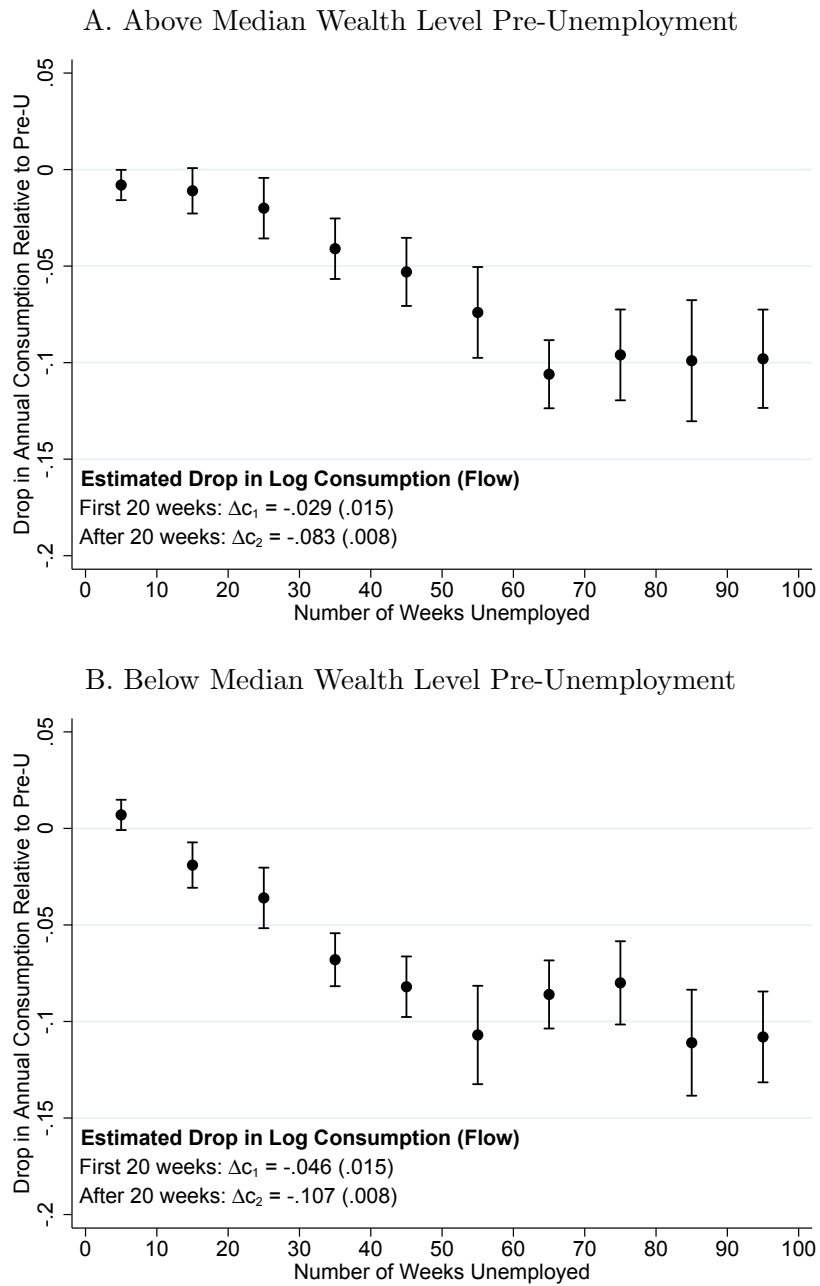 A. Above Median Wealth Level Pre-Unemployment
Drop in Annual Consumption Relative to Pre-U
.05
0
-.05
-.1
-.15
-.2
Estimated Drop in Log Consumption (Flow)
First 20 weeks: Δc₁ = -.029 (.015)
After 20 weeks: Δc₂ = -.083 (.008)
0 10 20 30 40 50 60 70 80 90 100
Number of Weeks Unemployed
B. Below Median Wealth Level Pre-Unemployment
Drop in Annual Consumption Relative to Pre-U
.05
0
-.05
-.1
-.15
-.2
Estimated Drop in Log Consumption (Flow)
First 20 weeks: Δc₁ = -.046 (.015)
After 20 weeks: Δc₂ = -.107 (.008)
0 10 20 30 40 50 60 70 80 90 100
Number of Weeks Unemployed